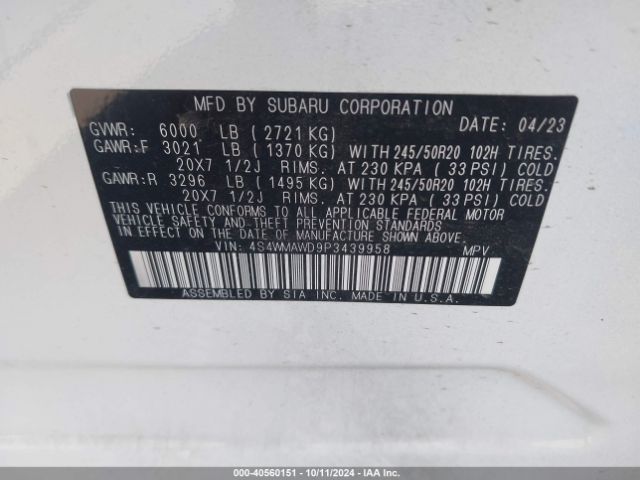 MFD BY SUBARU CORPORATION
DATE: 04/23
GVWR: 6000 LB (2721 KG)
GAWR:F 3021 LB (1370 KG) WITH 245/50R20 102H TIRES.
20X7 1/2J RIMS. AT 230 KPA (33 PSI) COLD
GAWR:R 3296 LB (1495 KG) WITH 245/50R20 102H TIRES.
20X7 1/2J RIMS. AT 230 KPA (33 PSI) COLD
THIS VEHICLE CONFORMS TO ALL APPLICABLE FEDERAL MOTOR
VEHICLE SAFETY AND THEFT PREVENTION STANDARDS
IN EFFECT ON THE DATE OF MANUFACTURE SHOWN ABOVE.
VIN: 4S4WMAWD9P3439958 MPV
ASSEMBLED BY SIA INC. MADE IN U.S.A.
000-40560151 - 10/11/2024 - IAAI.com